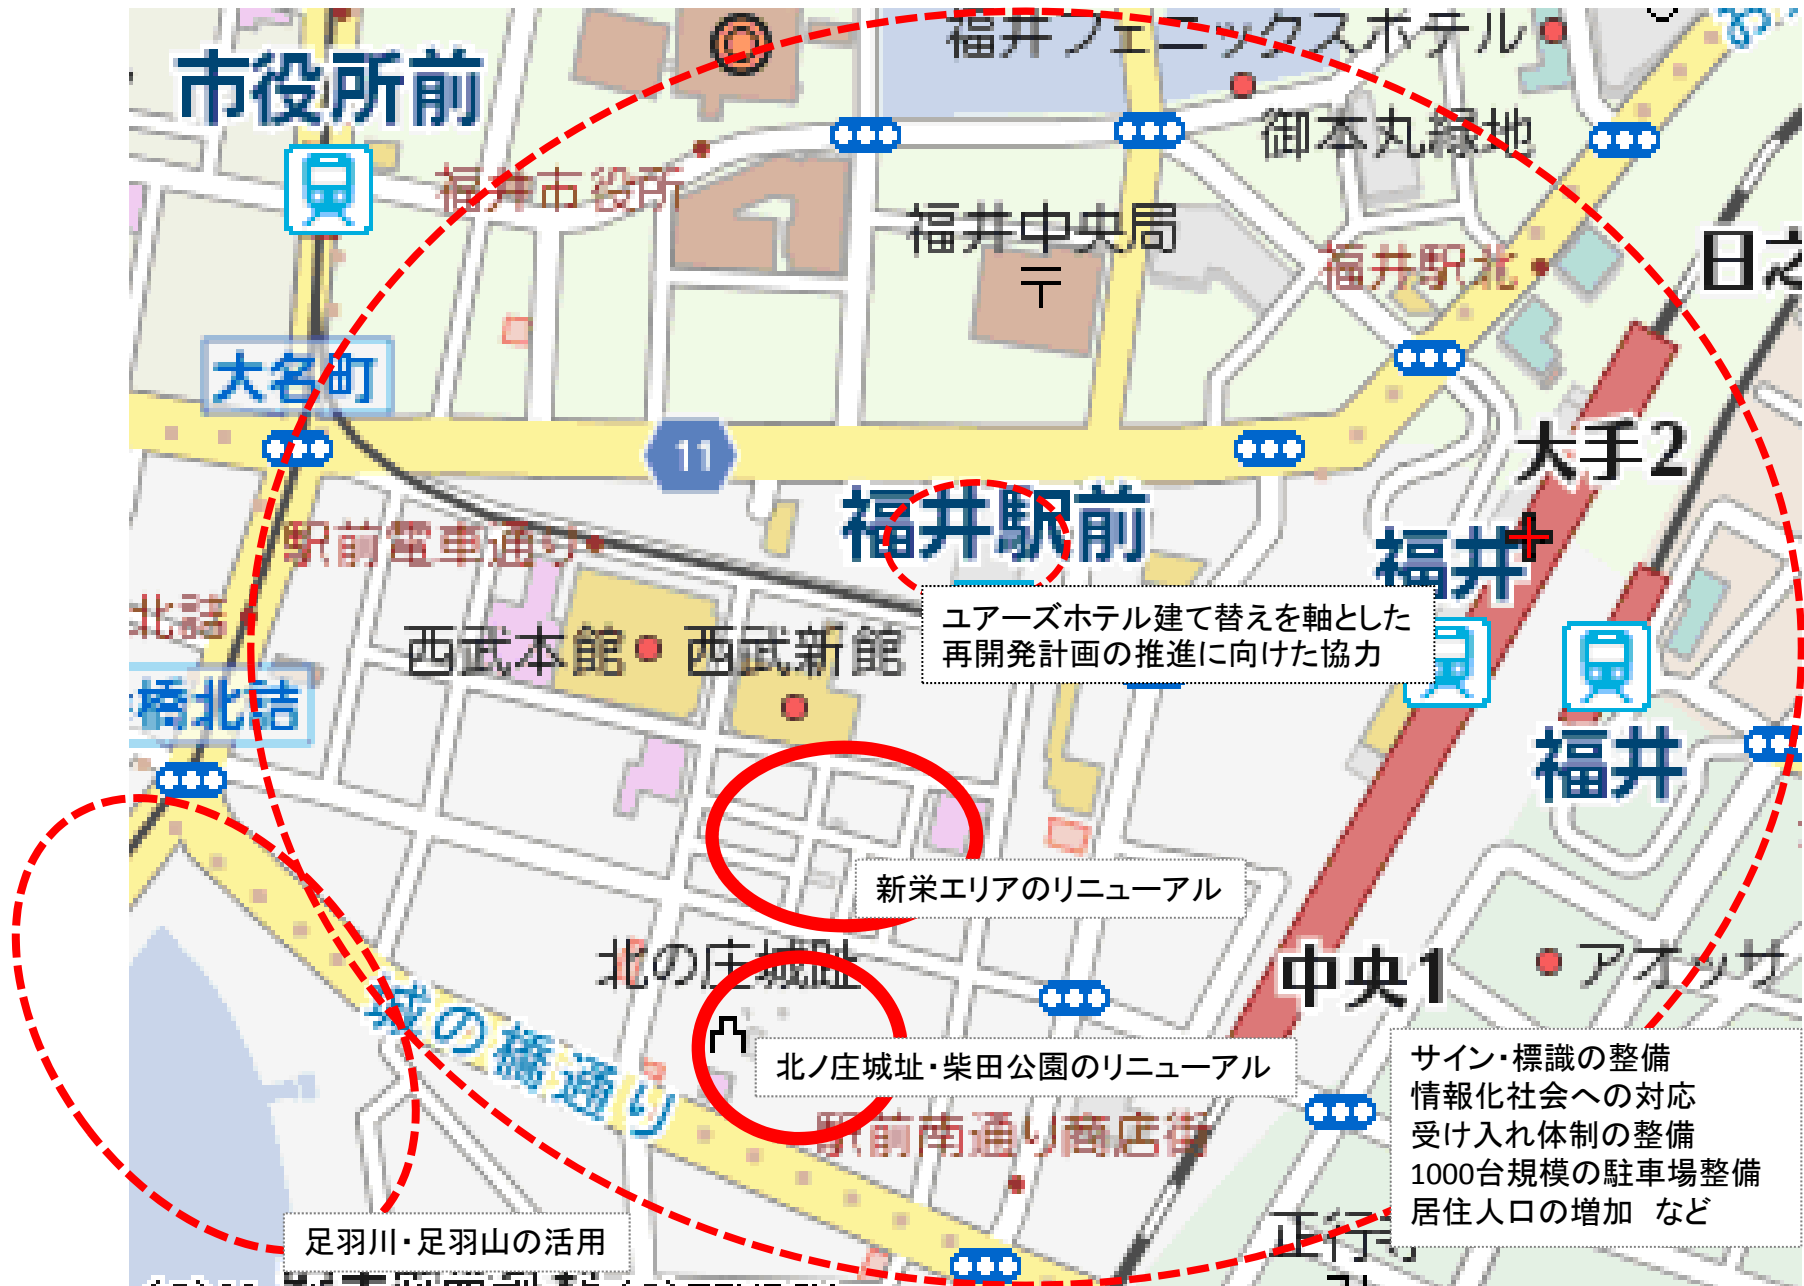 福井フェニックスホテル
市役所前
御本丸緑地
福井市役所
福井中央局
福井駅北
日之
大名町
11
大手2
福井駅前
駅前電車通り
福井
ユアーズホテル建て替えを軸とした
再開発計画の推進に向けた協力
北詰
西武本館
西武新館
橋北詰
福井
新栄エリアのリニューアル
北の庄城趾
中央1
アオッサ
城の橋通り
北ノ庄城址・柴田公園のリニューアル
サイン・標識の整備
情報化社会への対応
受け入れ体制の整備
1000台規模の駐車場整備
居住人口の増加　など
駅前南通り商店街
足羽川・足羽山の活用
正行寺